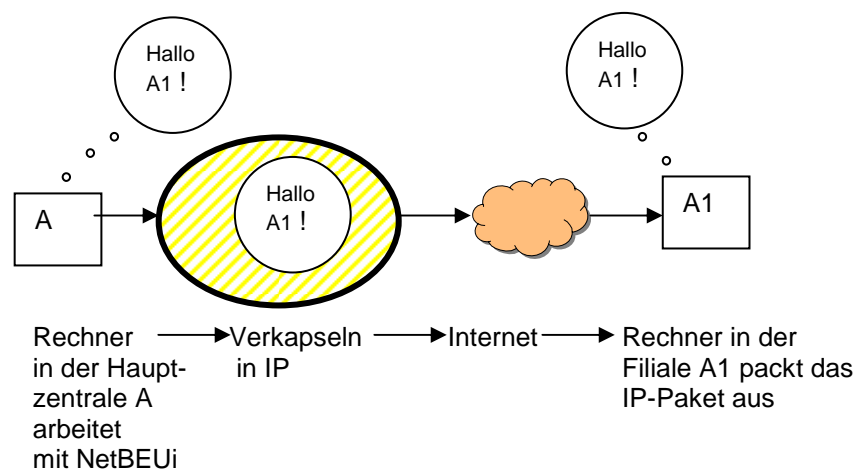 Hallo
A1 !
Hallo
A1 !
Hallo
A1 !
A
A1
Rechner
in der Haupt-
zentrale A
arbeitet
mit NetBEUi
Verkapseln
in IP
Internet
Rechner in der
Filiale A1 packt das
IP-Paket aus